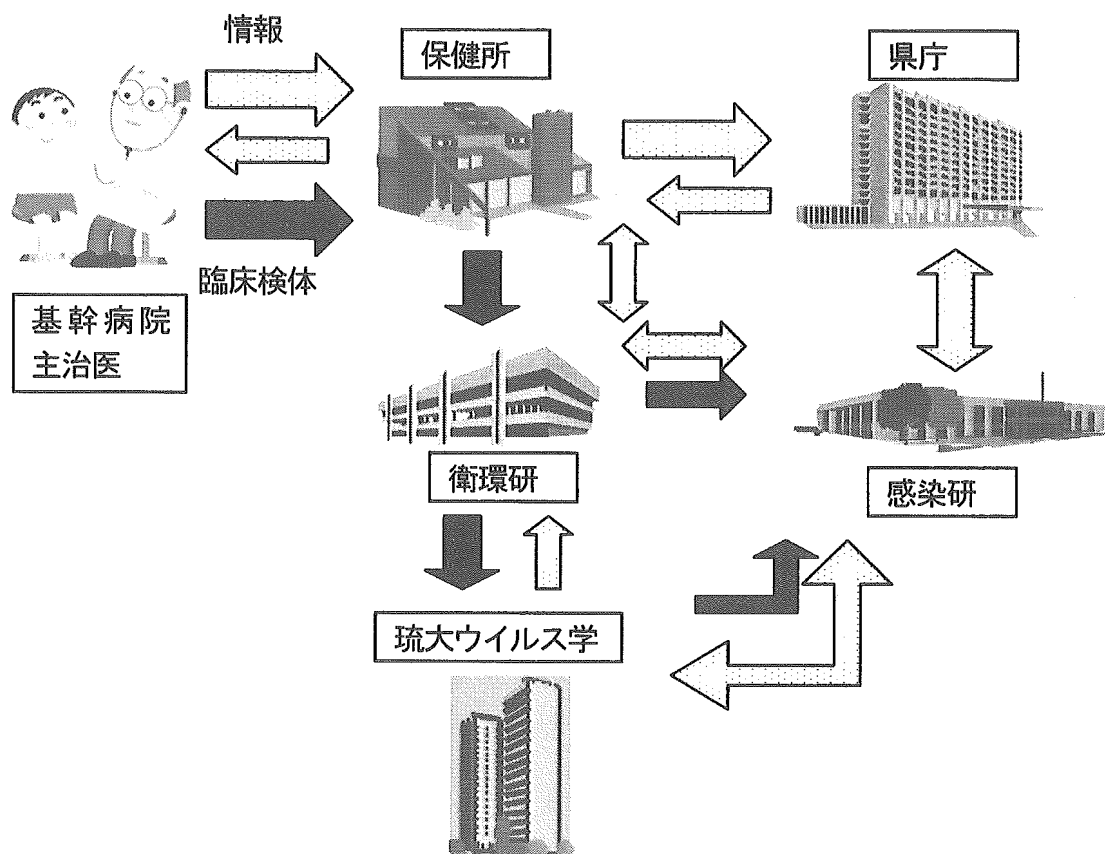 情報
保健所
県庁
臨床検体
基幹病院
主治医
衛環研
感染研
琉大ウイルス学